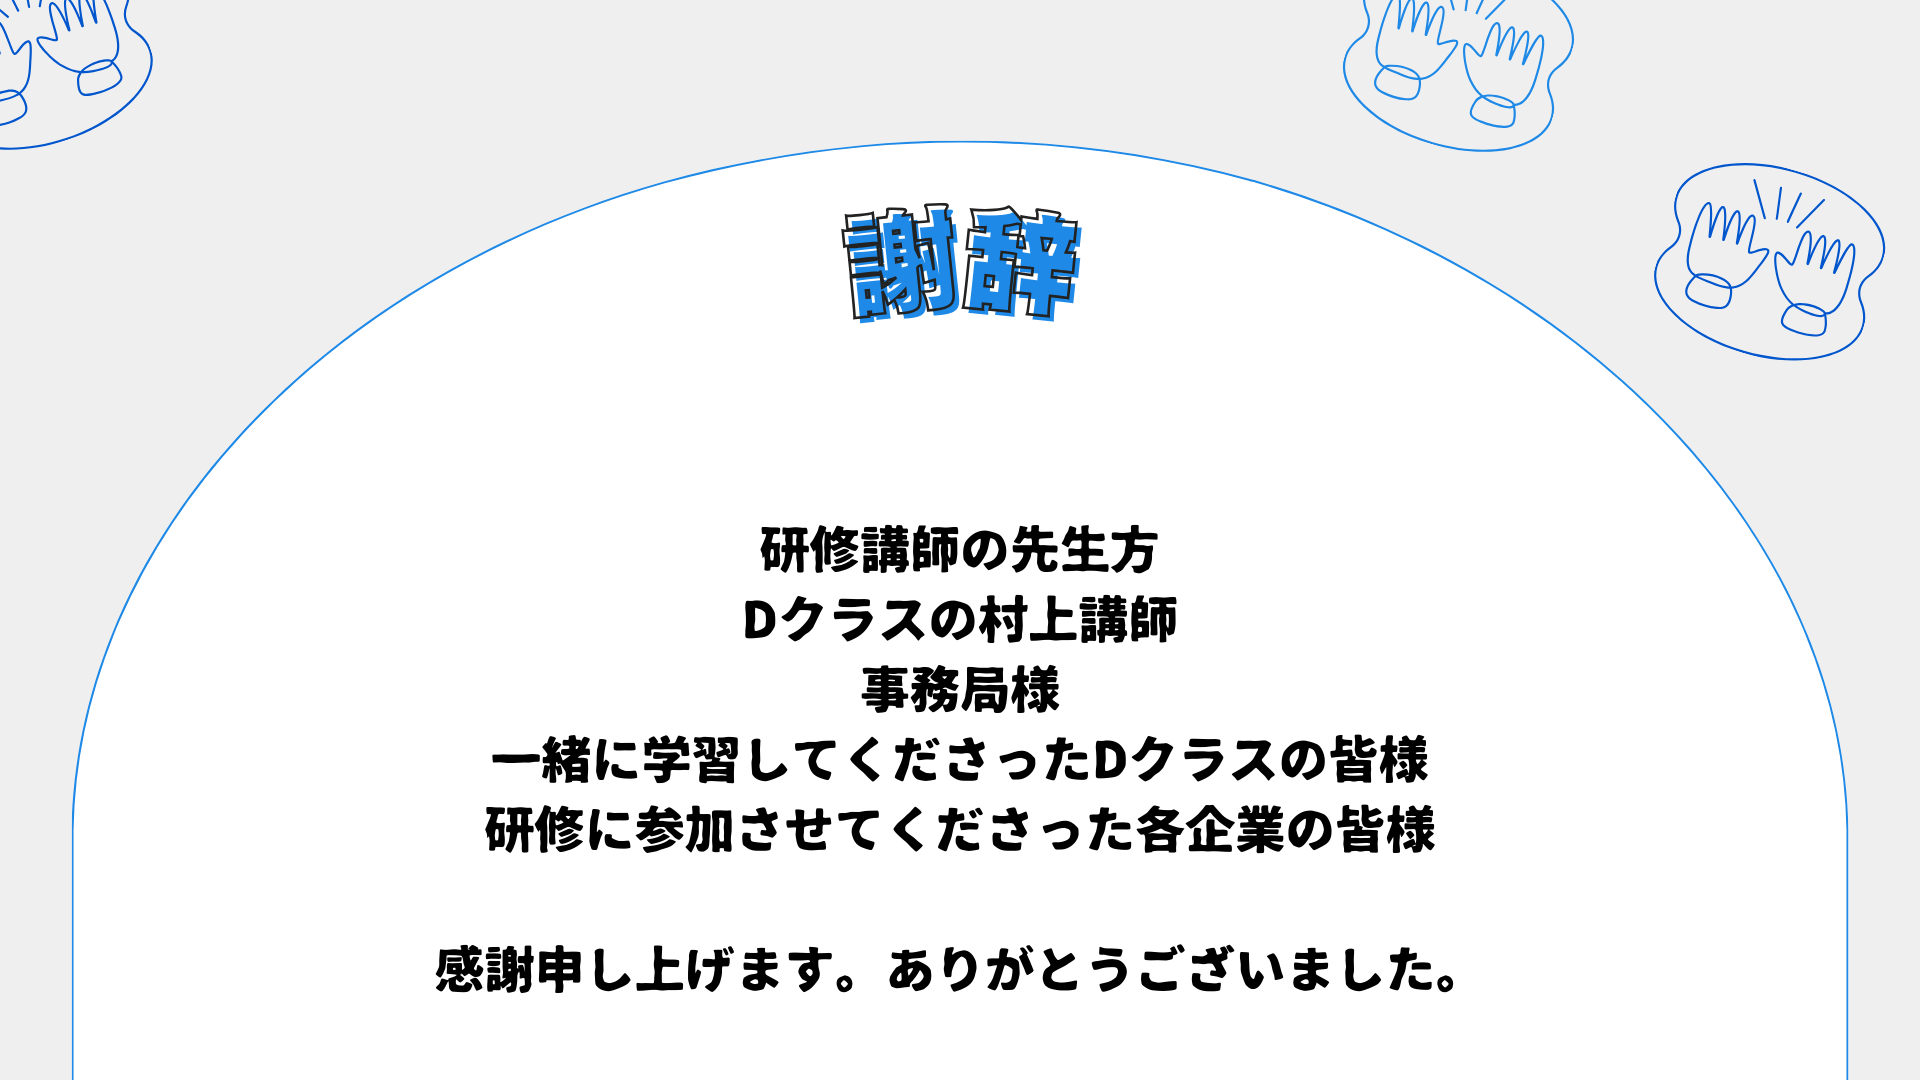 謝辞
研修講師の先生方
Dクラスの村上講師
事務局様
一緒に学習してくださったDクラスの皆様
研修に参加させてくださった各企業の皆様
感謝申し上げます。ありがとうございました。